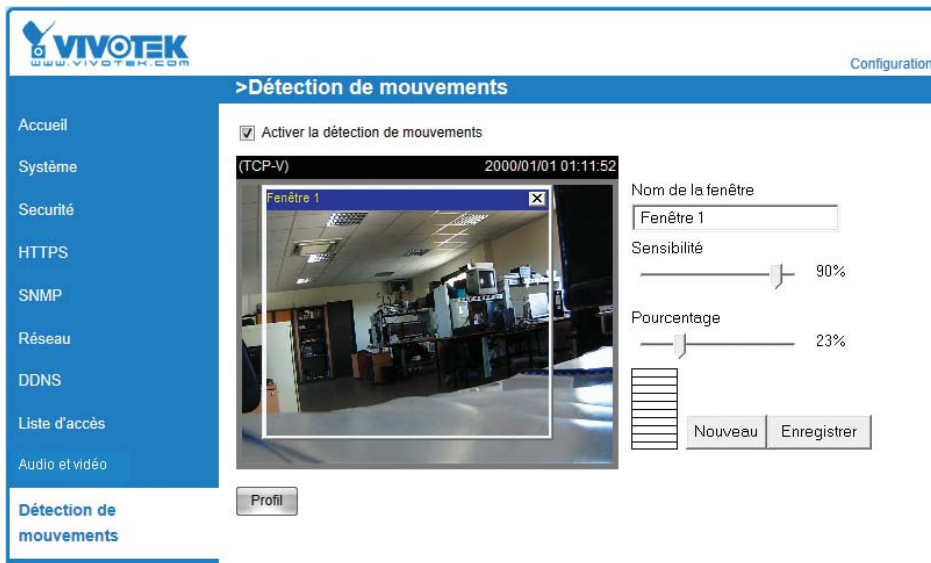 VIVOTEK
www.vivotek.com
Configuration
>Détection de mouvements
Accueil
Système
Securité
HTTPS
SNMP
Réseau
DDNS
Liste d'accès
Audio et vidéo
Détection de
mouvements
Activer la détection de mouvements
(TCP-V) 2000/01/01 01:11:52
Fenêtre 1
Nom de la fenêtre
Fenêtre 1
Sensibilité
90%
Pourcentage
23%
Nouveau Enregistrer
Profil